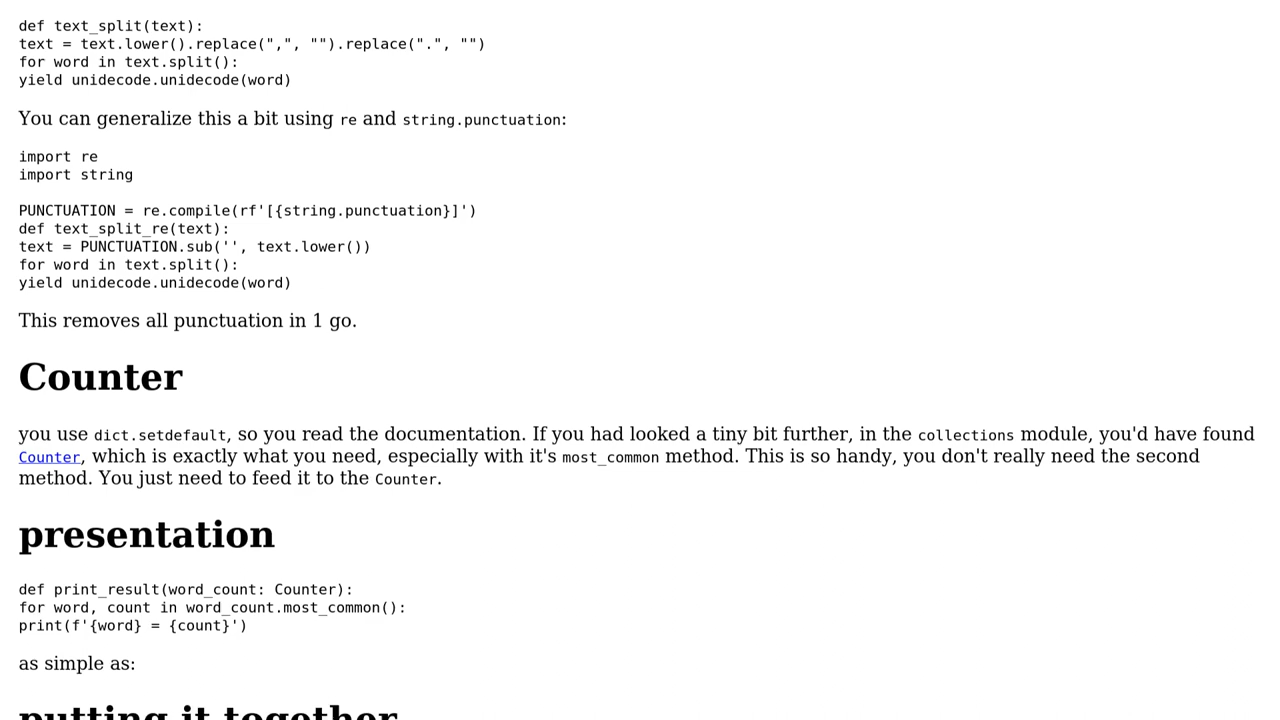 def text_split(text):
text = text.lower().replace(",", "").replace(".", "")
for word in text.split():
yield unidecode.unidecode(word)
You can generalize this a bit using re and string.punctuation:
import re
import string
PUNCTUATION = re.compile(rf'[{string.punctuation}]')
def text_split_re(text):
text = PUNCTUATION.sub('', text.lower())
for word in text.split():
yield unidecode.unidecode(word)
This removes all punctuation in 1 go.
Counter
you use dict.setdefault, so you read the documentation. If you had looked a tiny bit further, in the collections module, you'd have found
Counter, which is exactly what you need, especially with it's most_common method. This is so handy, you don't really need the second
method. You just need to feed it to the Counter.
presentation
def print_result(word_count: Counter):
for word, count in word_count.most_common():
print(f'{word} = {count}')
as simple as:
putting it together